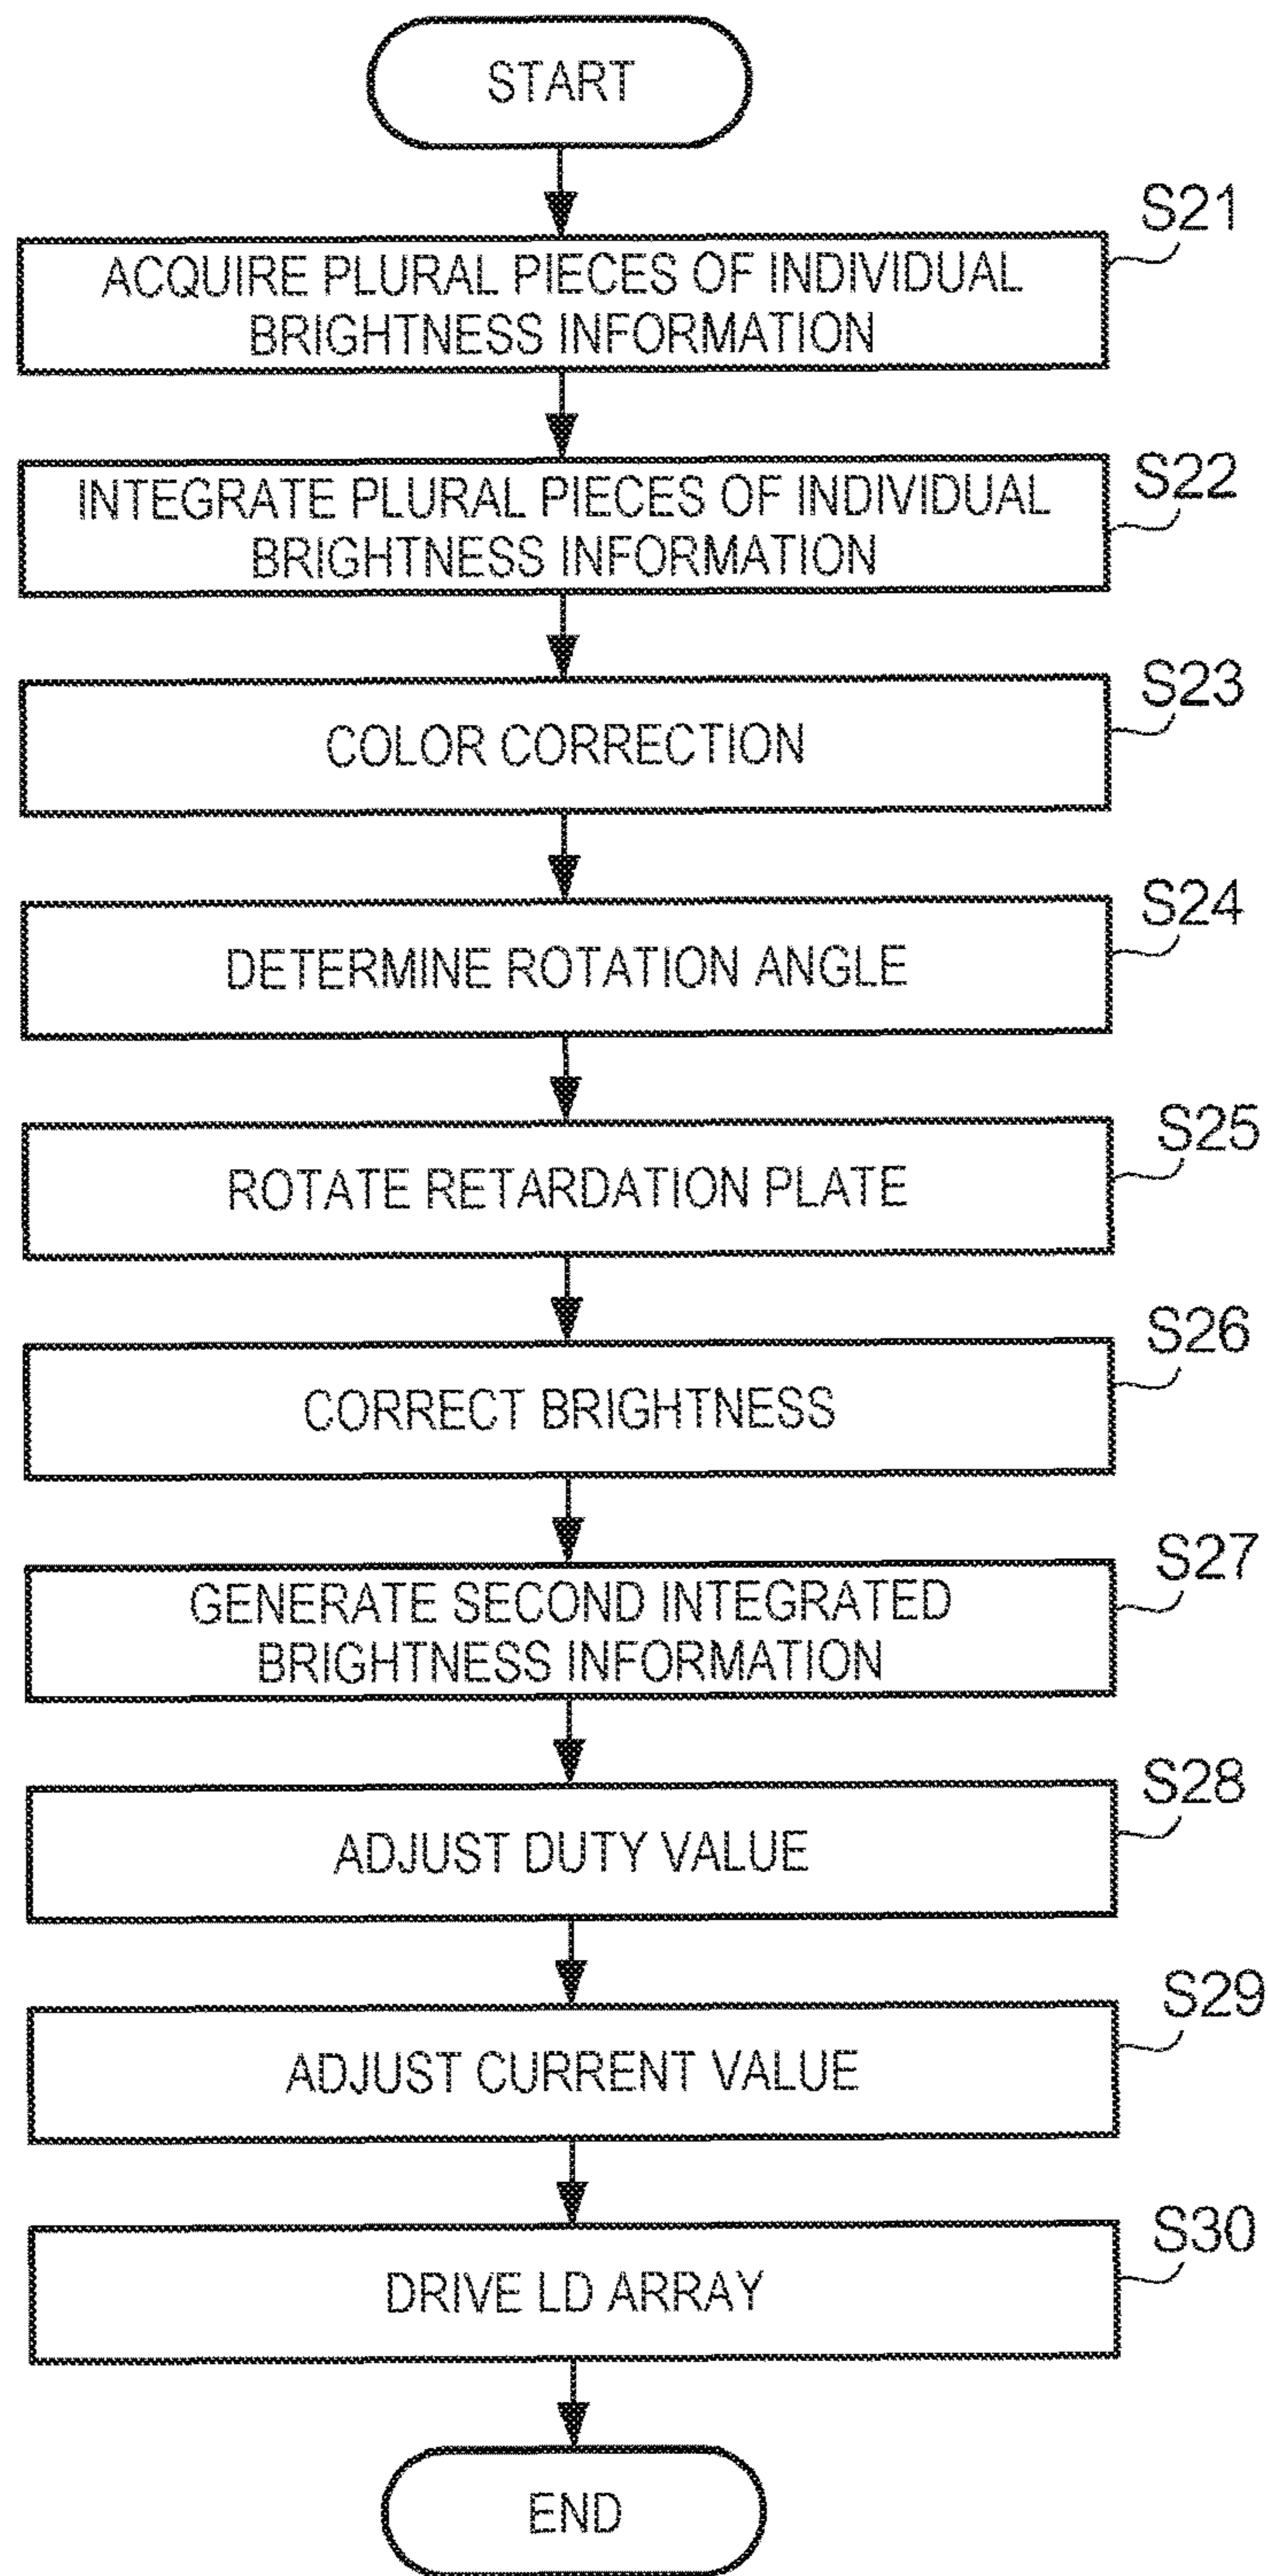 START
S21
ACQUIRE PLURAL PIECES OF INDIVIDUAL
BRIGHTNESS INFORMATION
S22
INTEGRATE PLURAL PIECES OF INDIVIDUAL
BRIGHTNESS INFORMATION
S23
COLOR CORRECTION
S24
DETERMINE ROTATION ANGLE
S25
ROTATE RETARDATION PLATE
S26
CORRECT BRIGHTNESS
S27
GENERATE SECOND INTEGRATED
BRIGHTNESS INFORMATION
S28
ADJUST DUTY VALUE
S29
ADJUST CURRENT VALUE
S30
DRIVE LD ARRAY
END